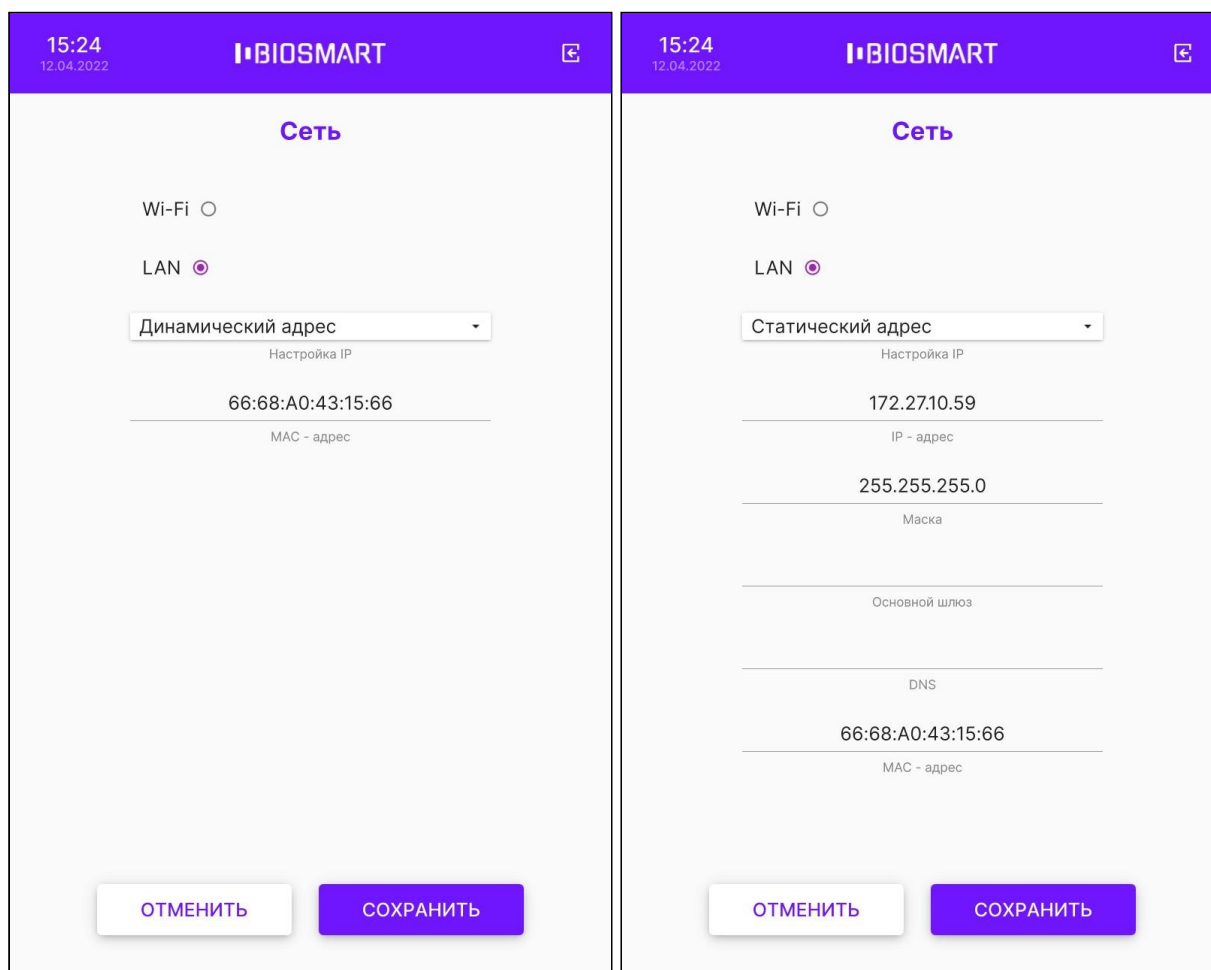 15:24
12.04.2022
BIOSMART
Сеть
Wi-Fi
LAN
Динамический адрес
Настройка IP
66:68:A0:43:15:66
MAC - адрес
ОТМЕНИТЬ
СОХРАНИТЬ
15:24
12.04.2022
BIOSMART
Сеть
Wi-Fi
LAN
Статический адрес
Настройка IP
172.27.10.59
IP - адрес
255.255.255.0
Маска
Основной шлюз
DNS
66:68:A0:43:15:66
MAC - адрес
ОТМЕНИТЬ
СОХРАНИТЬ